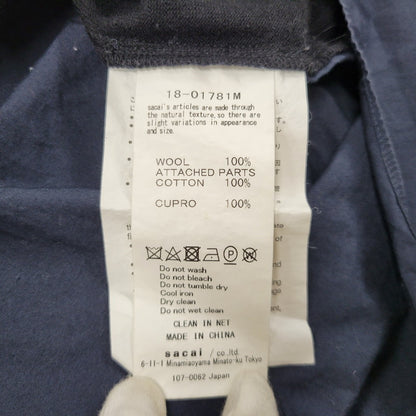 18-01781M
sacai's articles are made through
the natural texture, so there are
slight variations in appearance
and size.
WOOL 100%
ATTACHED PARTS
COTTON 100%
CUPRO 100%
Do not wash
Do not bleach
Do not tumble dry
Cool iron
Dry clean
Do not wet clean
CLEAN IN NET
MADE IN CHINA
sacai / co.,ltd.
6-11-1 Minamiaoyama Minato-ku Tokyo
107-0062 Japan